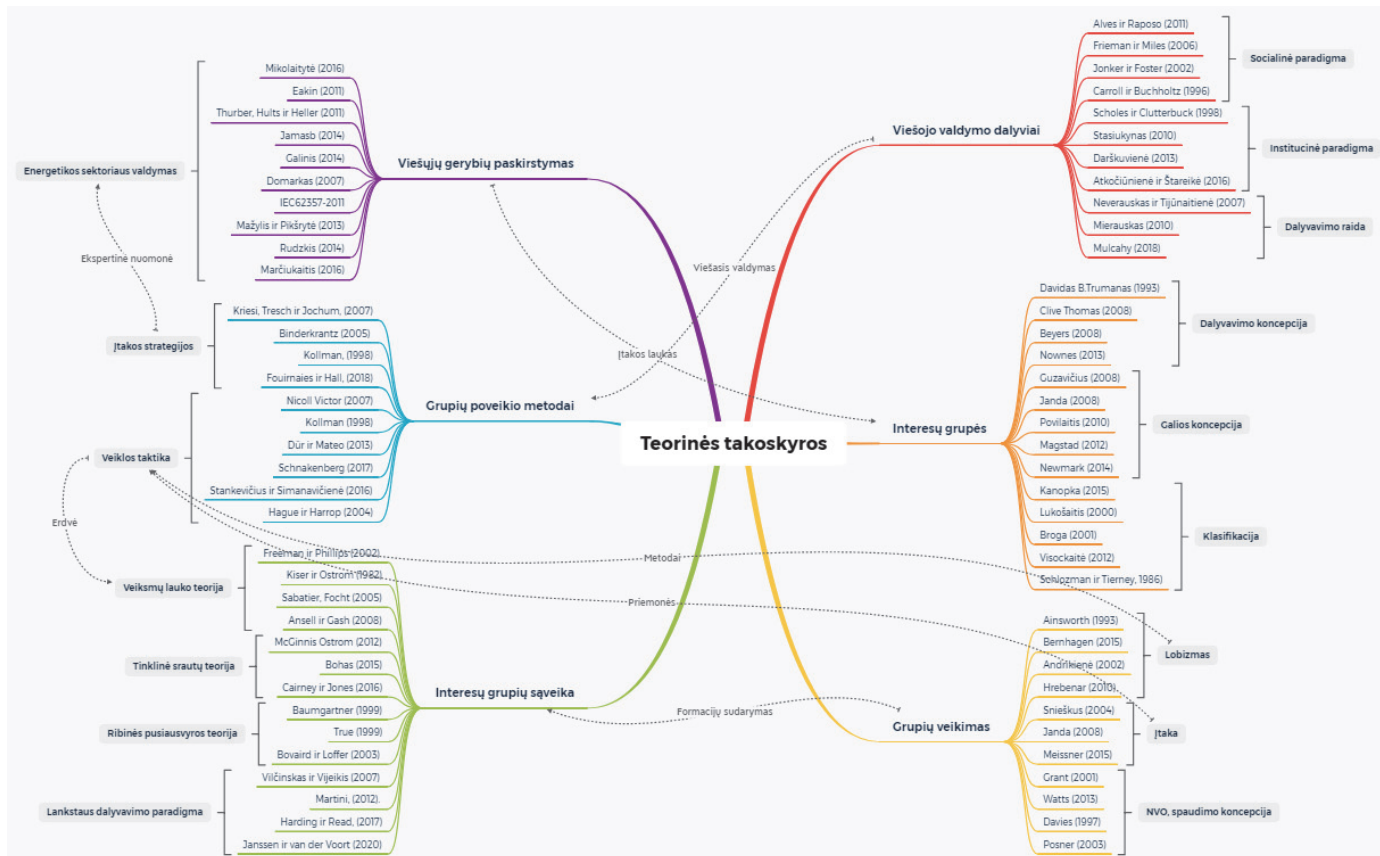 Teorinės takoskyros
Viešųjų gerybių paskirstymas
Mikolaitytė (2016)
Eakin (2011)
Thurber, Hults ir Heller (2011)
Jamasb (2014)
Galinis (2014)
Domarkas (2007)
IEC62357-2011
Mažylis ir Pikšrytė (2013)
Rudzkis (2014)
Marčiukaitis (2016)
Energetikos sektoriaus valdymas
Ekspertinė nuomonė
Grupių poveikio metodai
Kriesi, Tresch ir Jochum, (2007)
Binderkrantz (2005)
Kollman, (1998)
Fouirnaies ir Hall, (2018)
Įtakos strategijos
Nicoll Victor (2007)
Kollman (1998)
Dür ir Mateo (2013)
Schnakenberg (2017)
Stankevičius ir Simanavičienė (2016)
Hague ir Harrop (2004)
Veiklos taktika
Erdvė
Interesų grupių sąveika
Freeman ir Phillips (2002)
Kiser ir Ostrom (1982)
Sabatier, Focht (2005)
Ansell ir Gash (2008)
Veiksmų lauko teorija
McGinnis Ostrom (2012)
Bohas (2015)
Cairney ir Jones (2016)
Tinklinė srautų teorija
Baumgartner (1999)
True (1999)
Bovaird ir Loffer (2003)
Ribinės pusiausvyros teorija
Vilčinskas ir Vijeikis (2007)
Martini, (2012).
Harding ir Read, (2017)
Janssen ir van der Voort (2020)
Lankstaus dalyvavimo paradigma
Viešojo valdymo dalyviai
Alves ir Raposo (2011)
Frieman ir Miles (2006)
Jonker ir Foster (2002)
Carroll ir Buchholtz (1996)
Socialinė paradigma
Scholes ir Clutterbuck (1998)
Stasiukynas (2010)
Darškuvienė (2013)
Atkočiūnienė ir Štareikė (2016)
Institucinė paradigma
Neverauskas ir Tijūnaitienė (2007)
Mierauskas (2010)
Mulcahy (2018)
Dalyvavimo raida
Viešasis valdymas
Įtakos laukas
Interesų grupės
Davidas B.Trumanas (1993)
Clive Thomas (2008)
Beyers (2008)
Nownes (2013)
Dalyvavimo koncepcija
Guzavičius (2008)
Janda (2008)
Povilaitis (2010)
Magstad (2012)
Newmark (2014)
Galios koncepcija
Kanopka (2015)
Lukošaitis (2000)
Broga (2001)
Visockaitė (2012)
Schlozman ir Tierney, 1986)
Klasifikacija
Metodai
Priemonės
Formacijų sudarymas
Grupių veikimas
Ainsworth (1993)
Bernhagen (2015)
Andrikienė (2002)
Hrebenar (2010)
Lobizmas
Snieškus (2004)
Janda (2008)
Meissner (2015)
Įtaka
Grant (2001)
Watts (2013)
Davies (1997)
Posner (2003)
NVO, spaudimo koncepcija